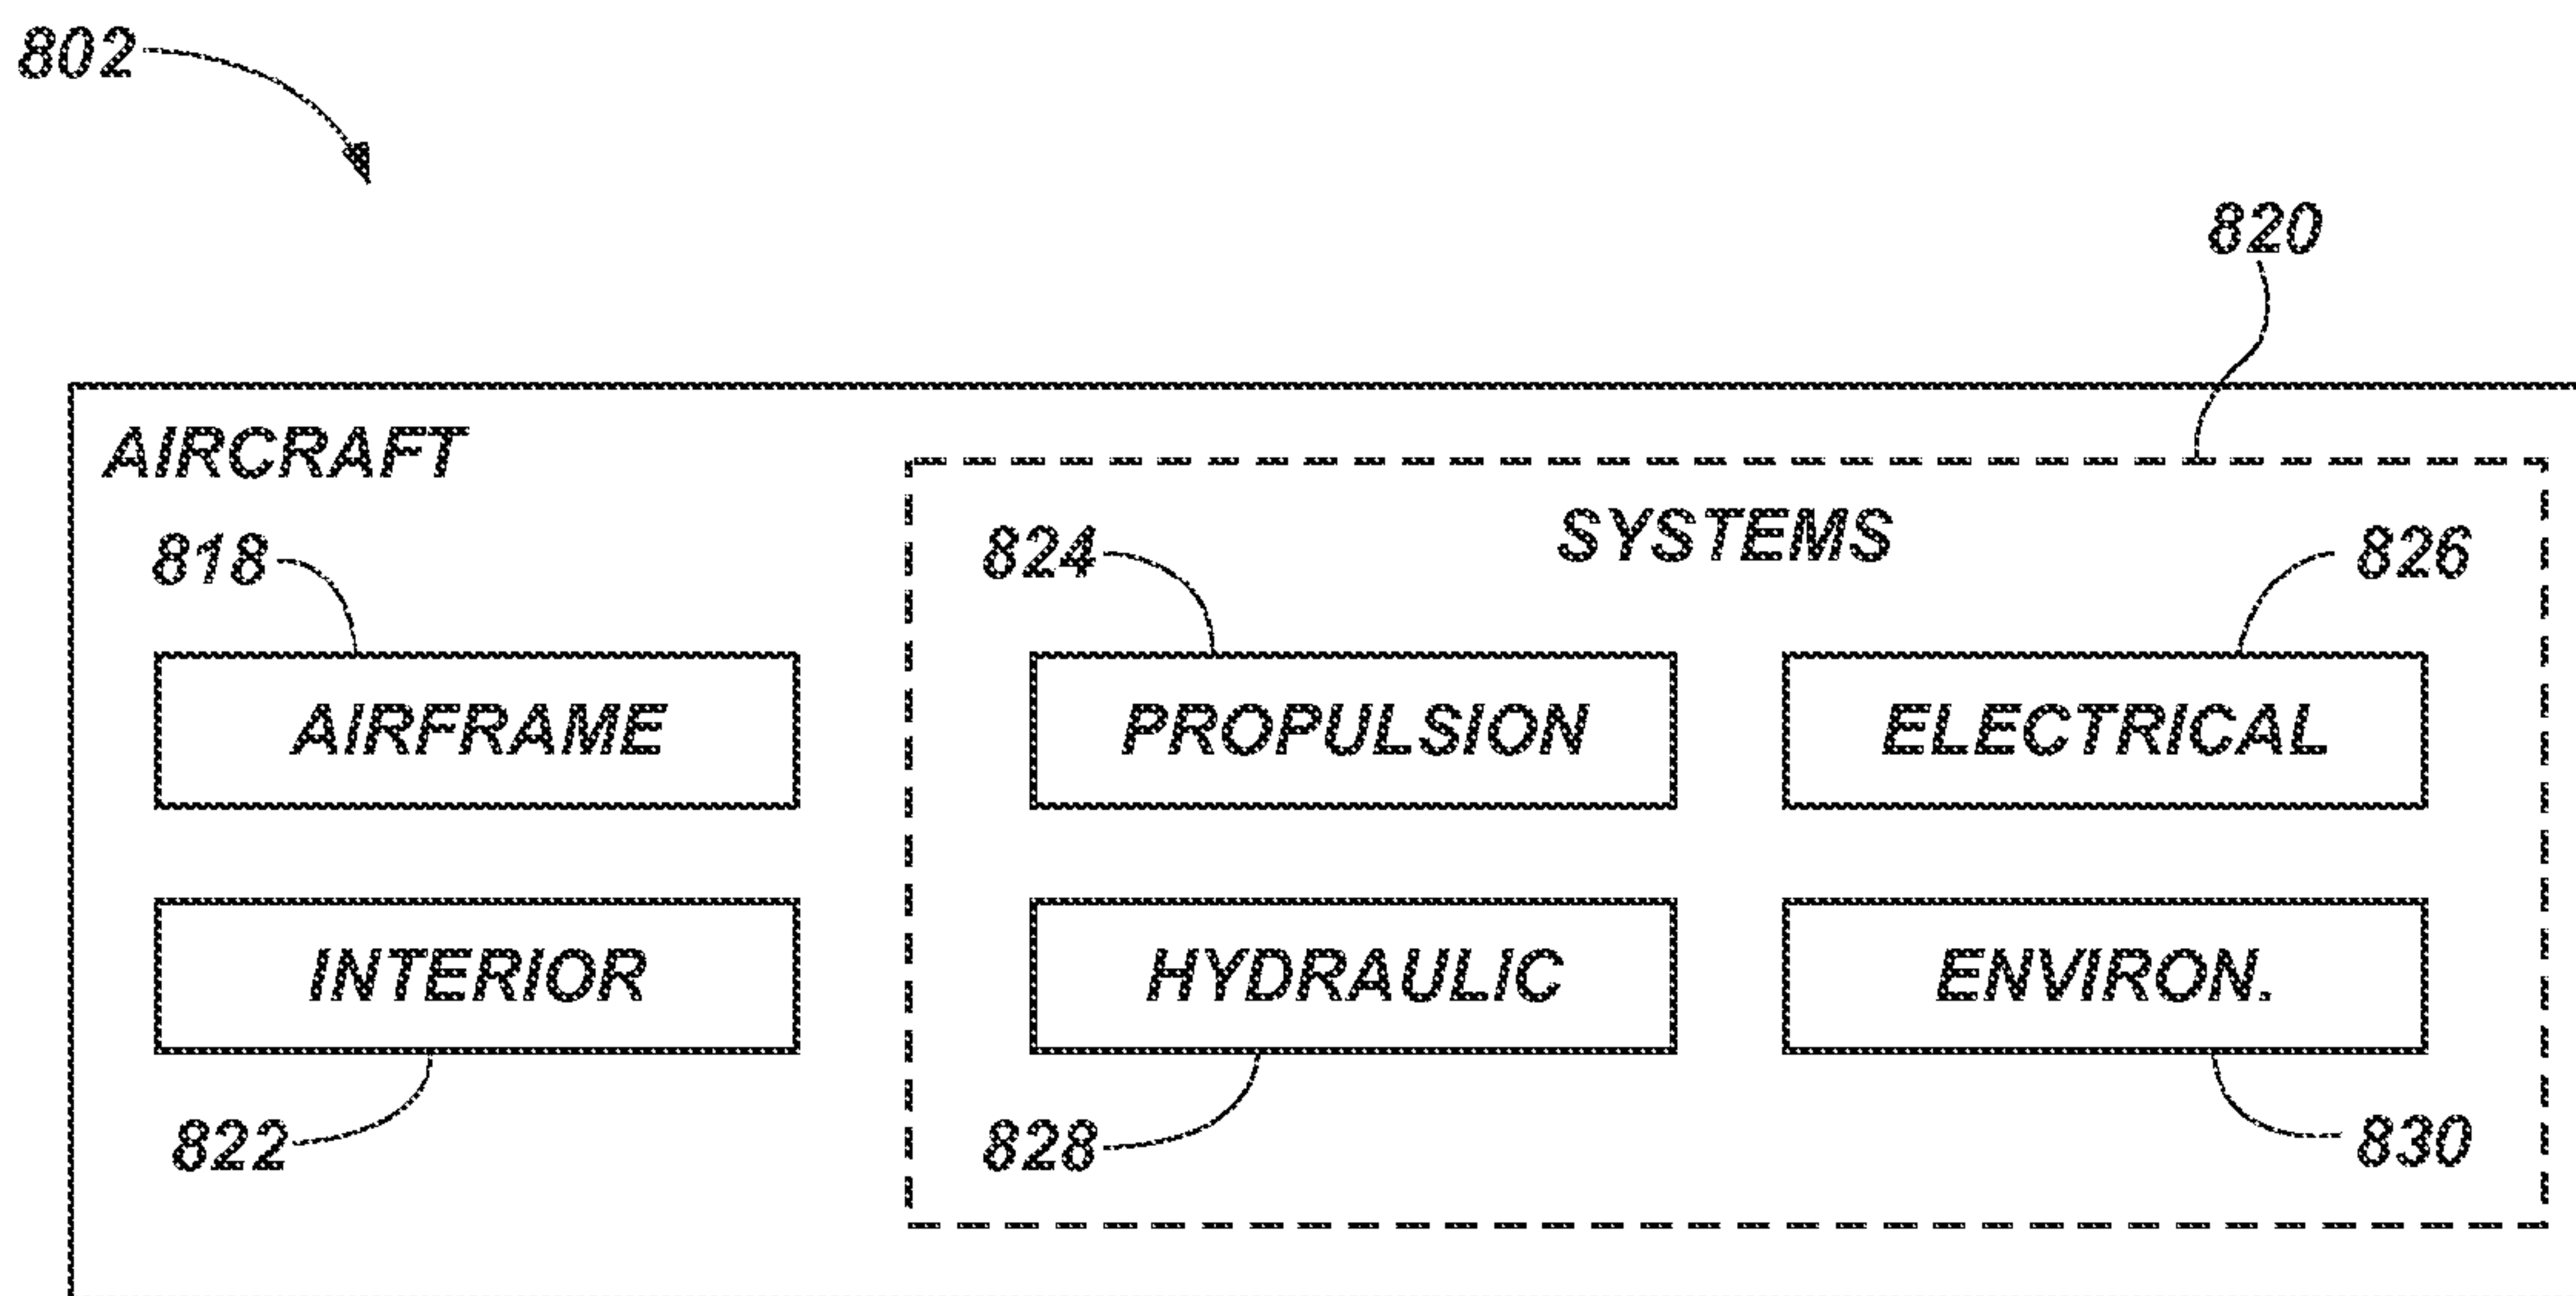 802
820
AIRCRAFT
SYSTEMS
818
824
826
AIRFRAME
PROPULSION
ELECTRICAL
INTERIOR
HYDRAULIC
ENVIRON.
822
828
830